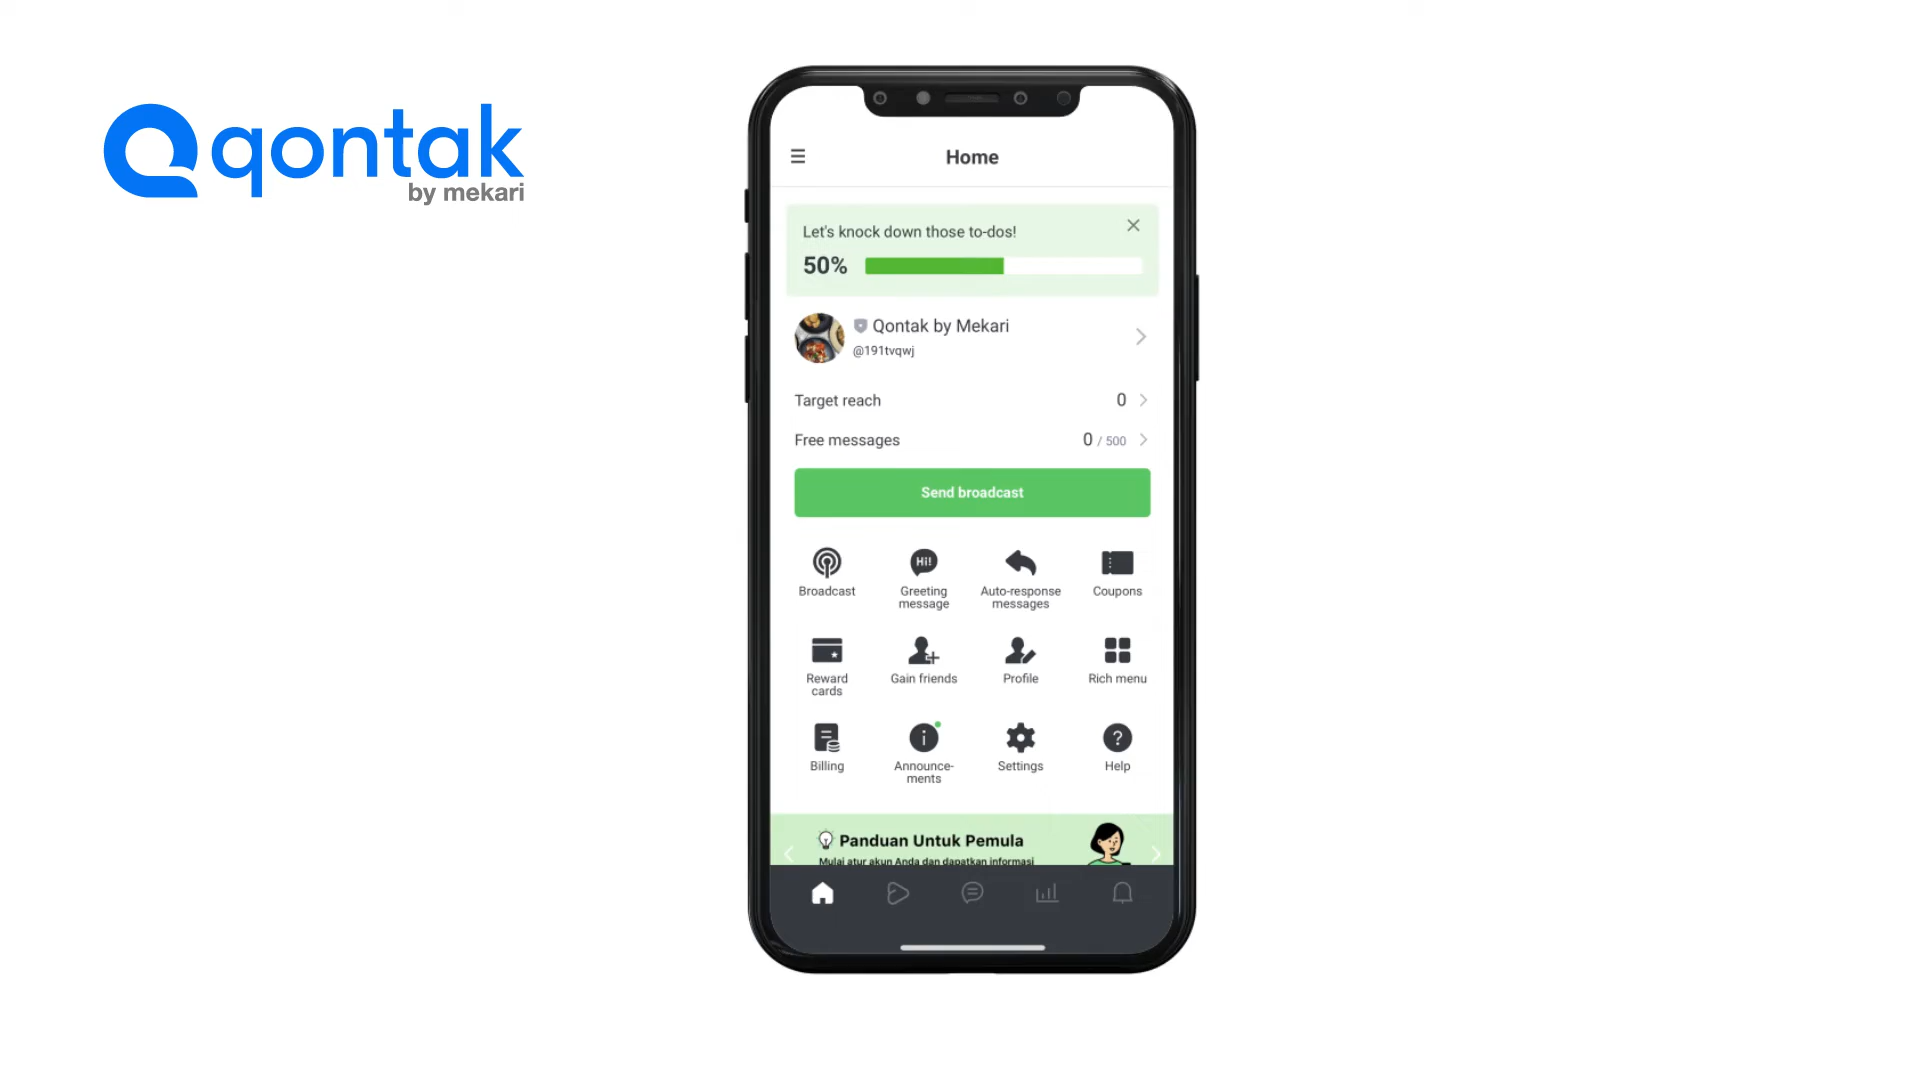 qontak
by mekari
Home
Let's knock down those to-dos!
50%
Qontak by Mekari
@191tvqwj
Target reach 0
Free messages 0 / 500
Send broadcast
Broadcast
Hi!
Greeting
message
Auto-response
messages
Coupons
Reward
cards
Gain friends
Profile
Rich menu
Billing
Announce-
ments
Settings
Help
Panduan Untuk Pemula
Mulai atur akun Anda dan dapatkan informasi